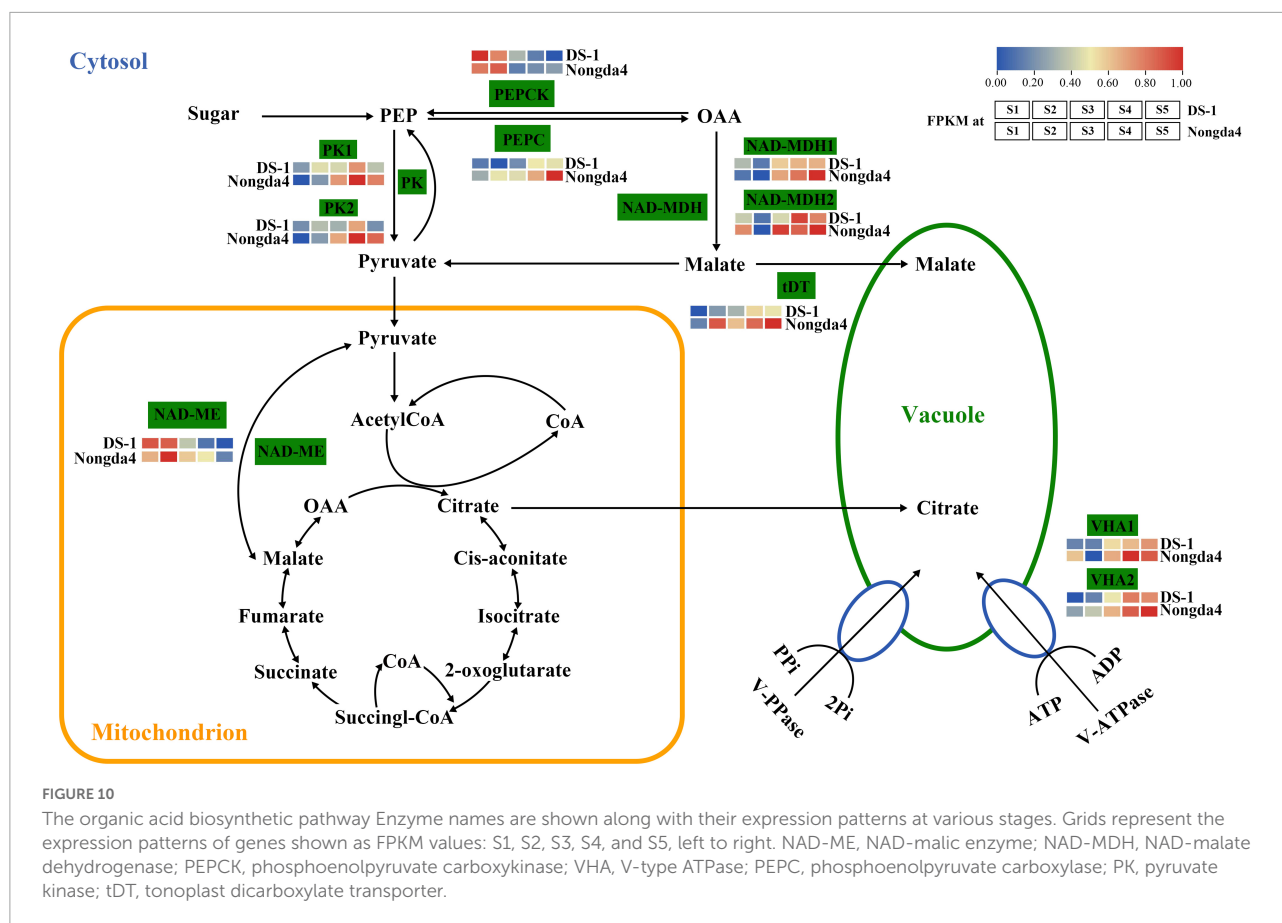 Cytosol
DS-1
Nongda4
0.00 0.20 0.40 0.60 0.80 1.00
FPKM at
S1 S2 S3 S4 S5 DS-1
S1 S2 S3 S4 S5 Nongda4
PEPCK
Sugar
PEP
OAA
PEPC
DS-1
Nongda4
PK1
DS-1
Nongda4
PK
PK2
DS-1
Nongda4
NAD-MDH
NAD-MDH1
DS-1
Nongda4
NAD-MDH2
DS-1
Nongda4
Pyruvate
Malate
Malate
tDT
DS-1
Nongda4
Pyruvate
AcetylCoA
CoA
NAD-ME
DS-1
Nongda4
NAD-ME
Vacuole
OAA
Citrate
Citrate
Malate
Cis-aconitate
Fumarate
Isocitrate
Succinate
CoA
2-oxoglutarate
Succingl-CoA
Mitochondrion
VHA1
DS-1
Nongda4
VHA2
DS-1
Nongda4
PPi
V-PPase
2Pi
ATP
ADP
V-ATPase
FIGURE 10
The organic acid biosynthetic pathway Enzyme names are shown along with their expression patterns at various stages. Grids represent the
expression patterns of genes shown as FPKM values: S1, S2, S3, S4, and S5, left to right. NAD-ME, NAD-malic enzyme; NAD-MDH, NAD-malate
dehydrogenase; PEPCK, phosphoenolpyruvate carboxykinase; VHA, V-type ATPase; PEPC, phosphoenolpyruvate carboxylase; PK, pyruvate
kinase; tDT, tonoplast dicarboxylate transporter.